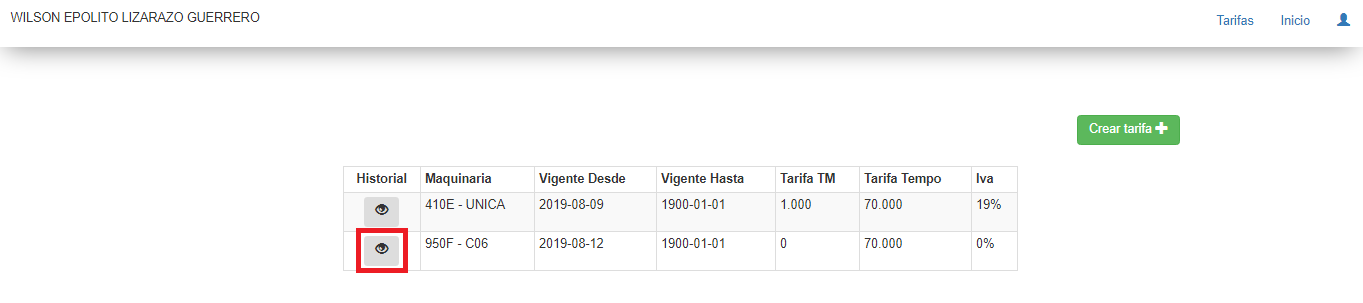 WILSON EPOLITO LIZARAZO GUERRERO Tarifas Inicio
Crear tarifa
Historial Maquinaria Vigente Desde Vigente Hasta Tarifa TM Tarifa Tempo Iva
410E - UNICA 2019-08-09 1900-01-01 1.000 70.000 19%
950F - C06 2019-08-12 1900-01-01 0 70.000 0%